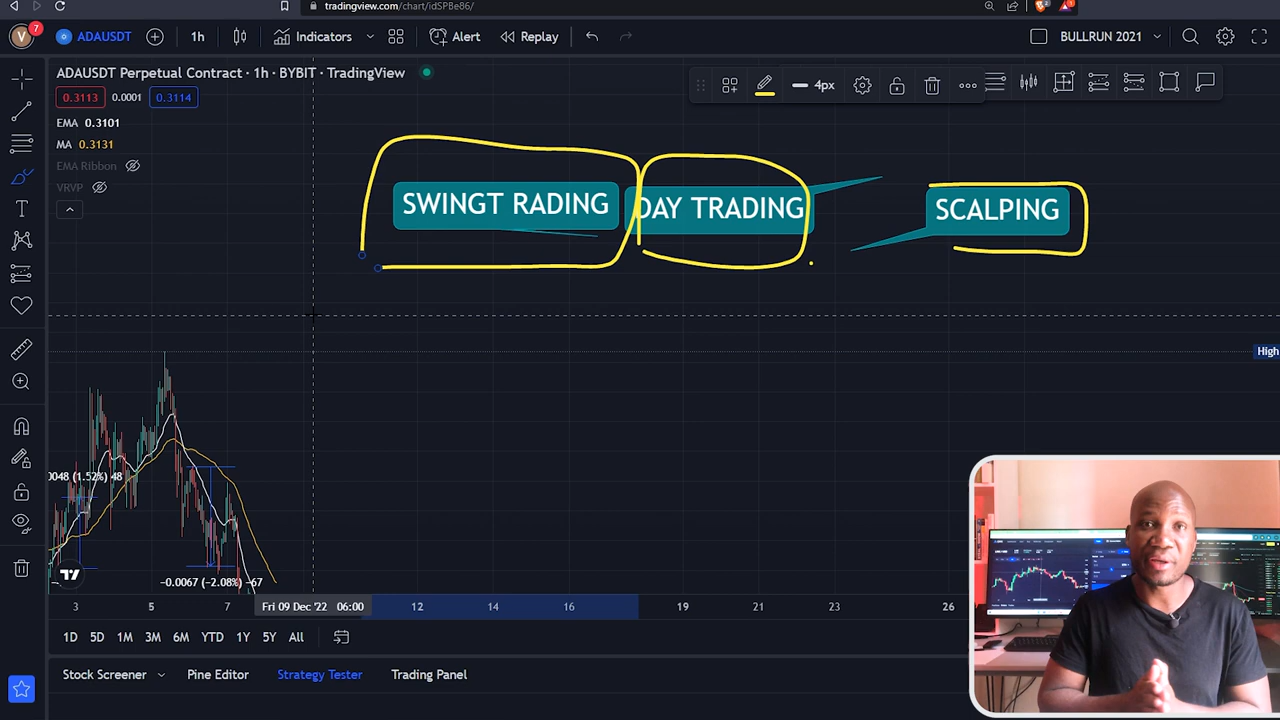 tradingview.com/chart/idSPBe86/
V 7 ADAUSDT 1h Indicators Alert Replay BULLRUN 2021
ADAUSDT Perpetual Contract · 1h · BYBIT · TradingView
0.3113 0.0001 0.3114
EMA 0.3101
MA 0.3131
EMA Ribbon
VRVP
4px
SWINGT RADING
DAY TRADING
SCALPING
High
0048 (1.52%) 48
-0.0067 (-2.08%) -67
3 5 7 Fri 09 Dec '22 06:00 12 14 16 19 21 23 26
1D 5D 1M 3M 6M YTD 1Y 5Y All
Stock Screener Pine Editor Strategy Tester Trading Panel